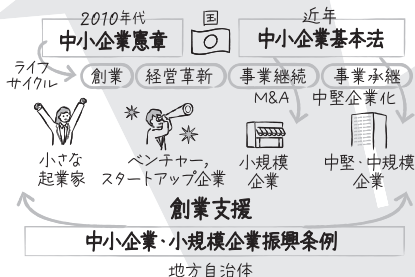 2010年代
国
近年
中小企業憲章
中小企業基本法
ライフ
サイクル
創業
経営革新
事業継続
事業承継
M&A
中堅企業化
小さな
起業家
ベンチャー,
スタートアップ企業
小規模
企業
中堅・中規模
企業
創業支援
中小企業・小規模企業振興条例
地方自治体